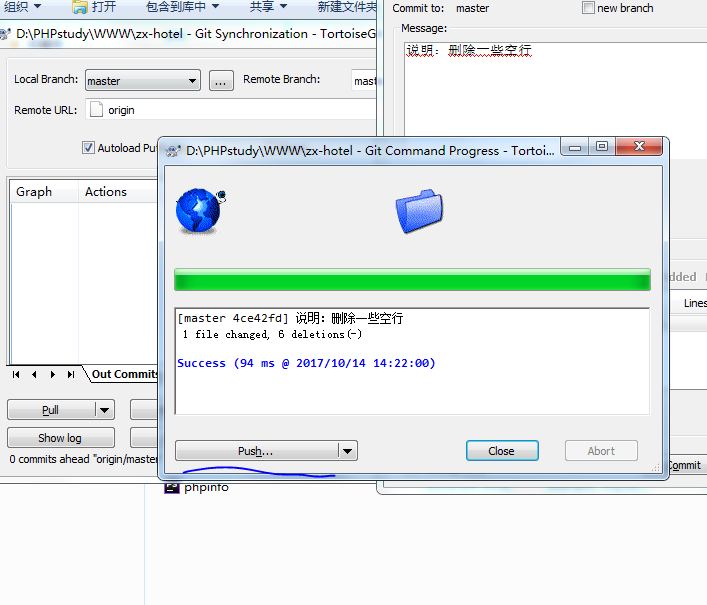 组织 打开 包含到库中 共享 新建文件夹
D:\PHPstudy\WWW\zx-hotel - Git Synchronization - TortoiseG
Local Branch: master ... Remote Branch: mast
Remote URL: origin
Autoload Pu
Graph Actions
Out Commits
Pull
Show log
0 commits ahead "origin/master
Commit to: master new branch
Message:
说明：删除一些空行
dded
Lines
Commit
D:\PHPstudy\WWW\zx-hotel - Git Command Progress - Tortoi...
[master 4ce42fd] 说明：删除一些空行
1 file changed, 6 deletions(-)
Success (94 ms @ 2017/10/14 14:22:00)
Push... Close Abort
phpinfo